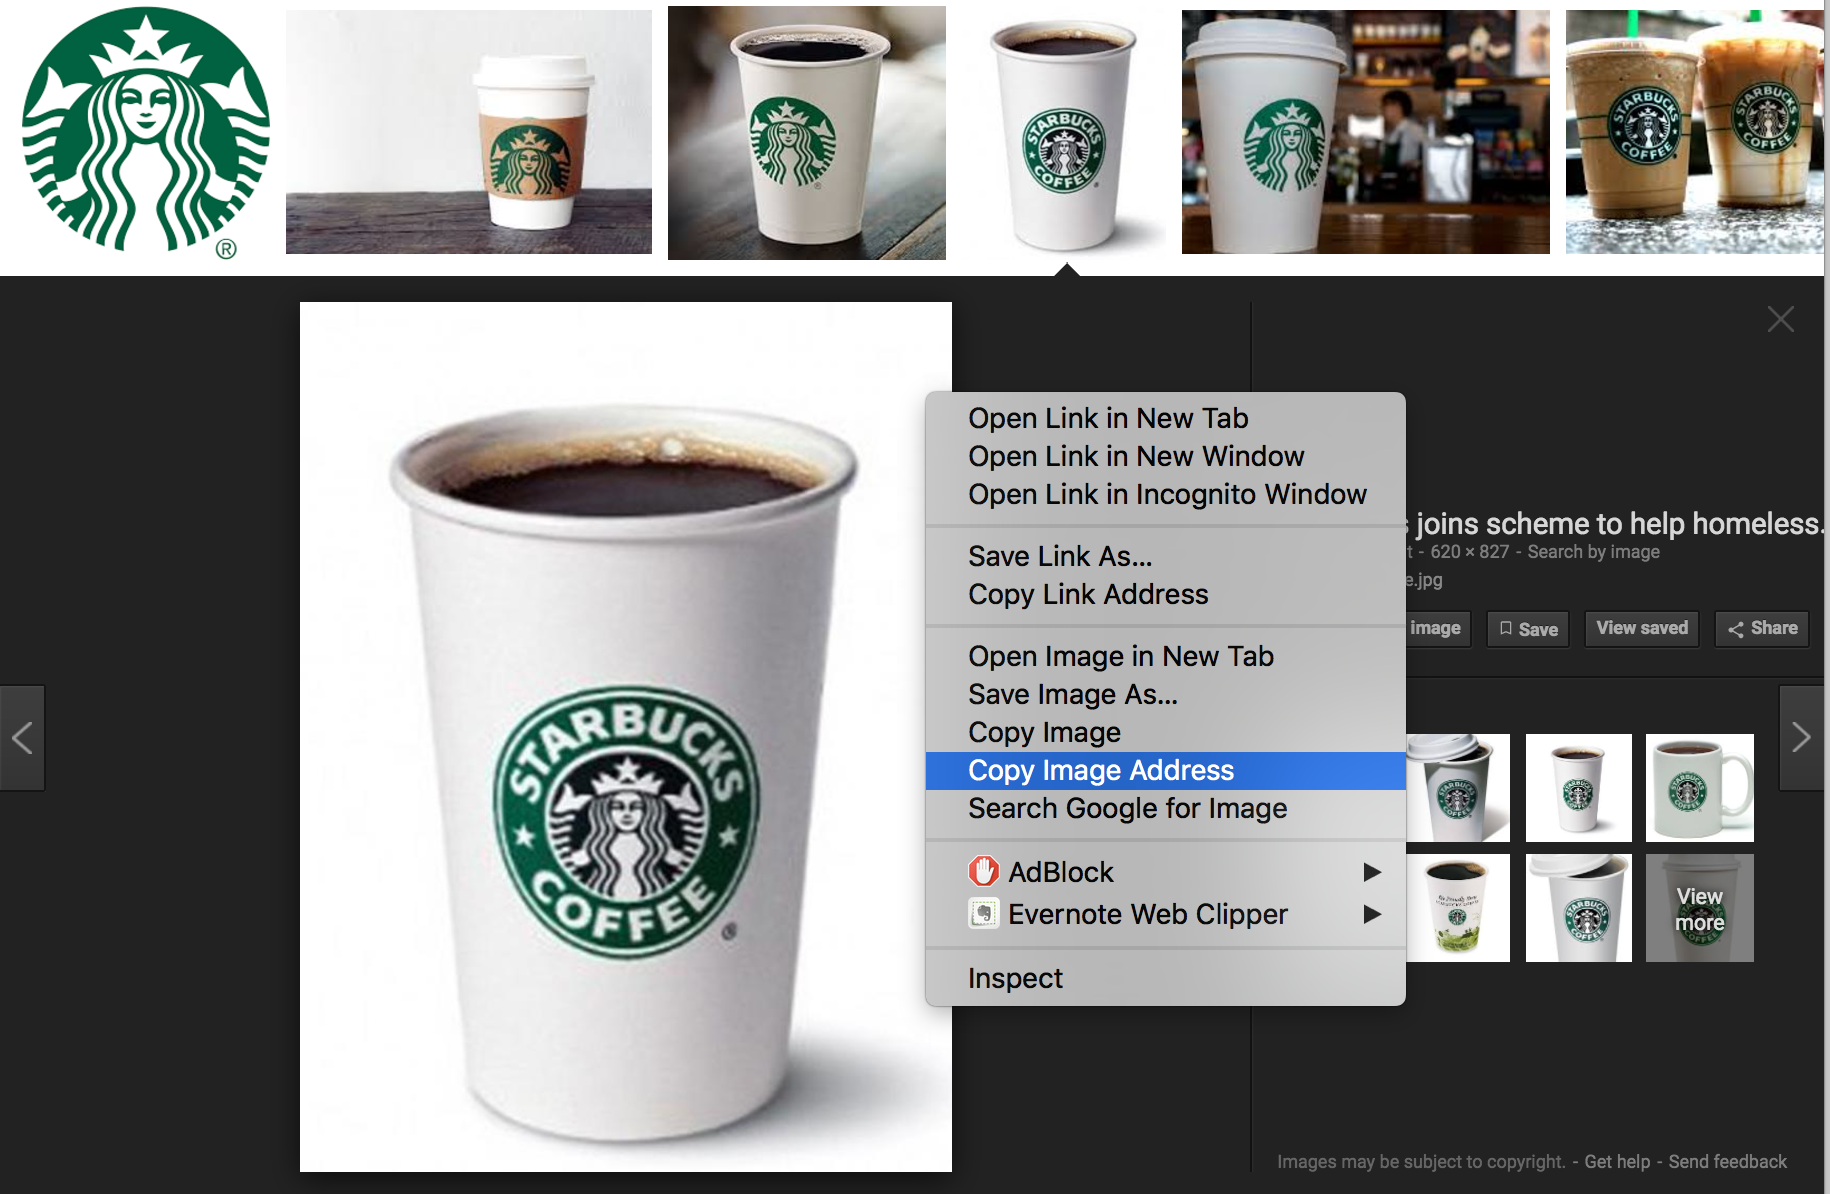 ®
STARBUCKS
COFFEE
STARBUCKS
COFFEE
STARBUCKS
COFFEE
Open Link in New Tab
Open Link in New Window
Open Link in Incognito Window
Save Link As...
Copy Link Address
Open Image in New Tab
Save Image As...
Copy Image
Copy Image Address
Search Google for Image
AdBlock
Evernote Web Clipper
Inspect
STARBUCKS
COFFEE
®
joins scheme to help homeless.
t - 620 × 827 - Search by image
e.jpg
image
Save
View saved
Share
View
more
Images may be subject to copyright. - Get help - Send feedback